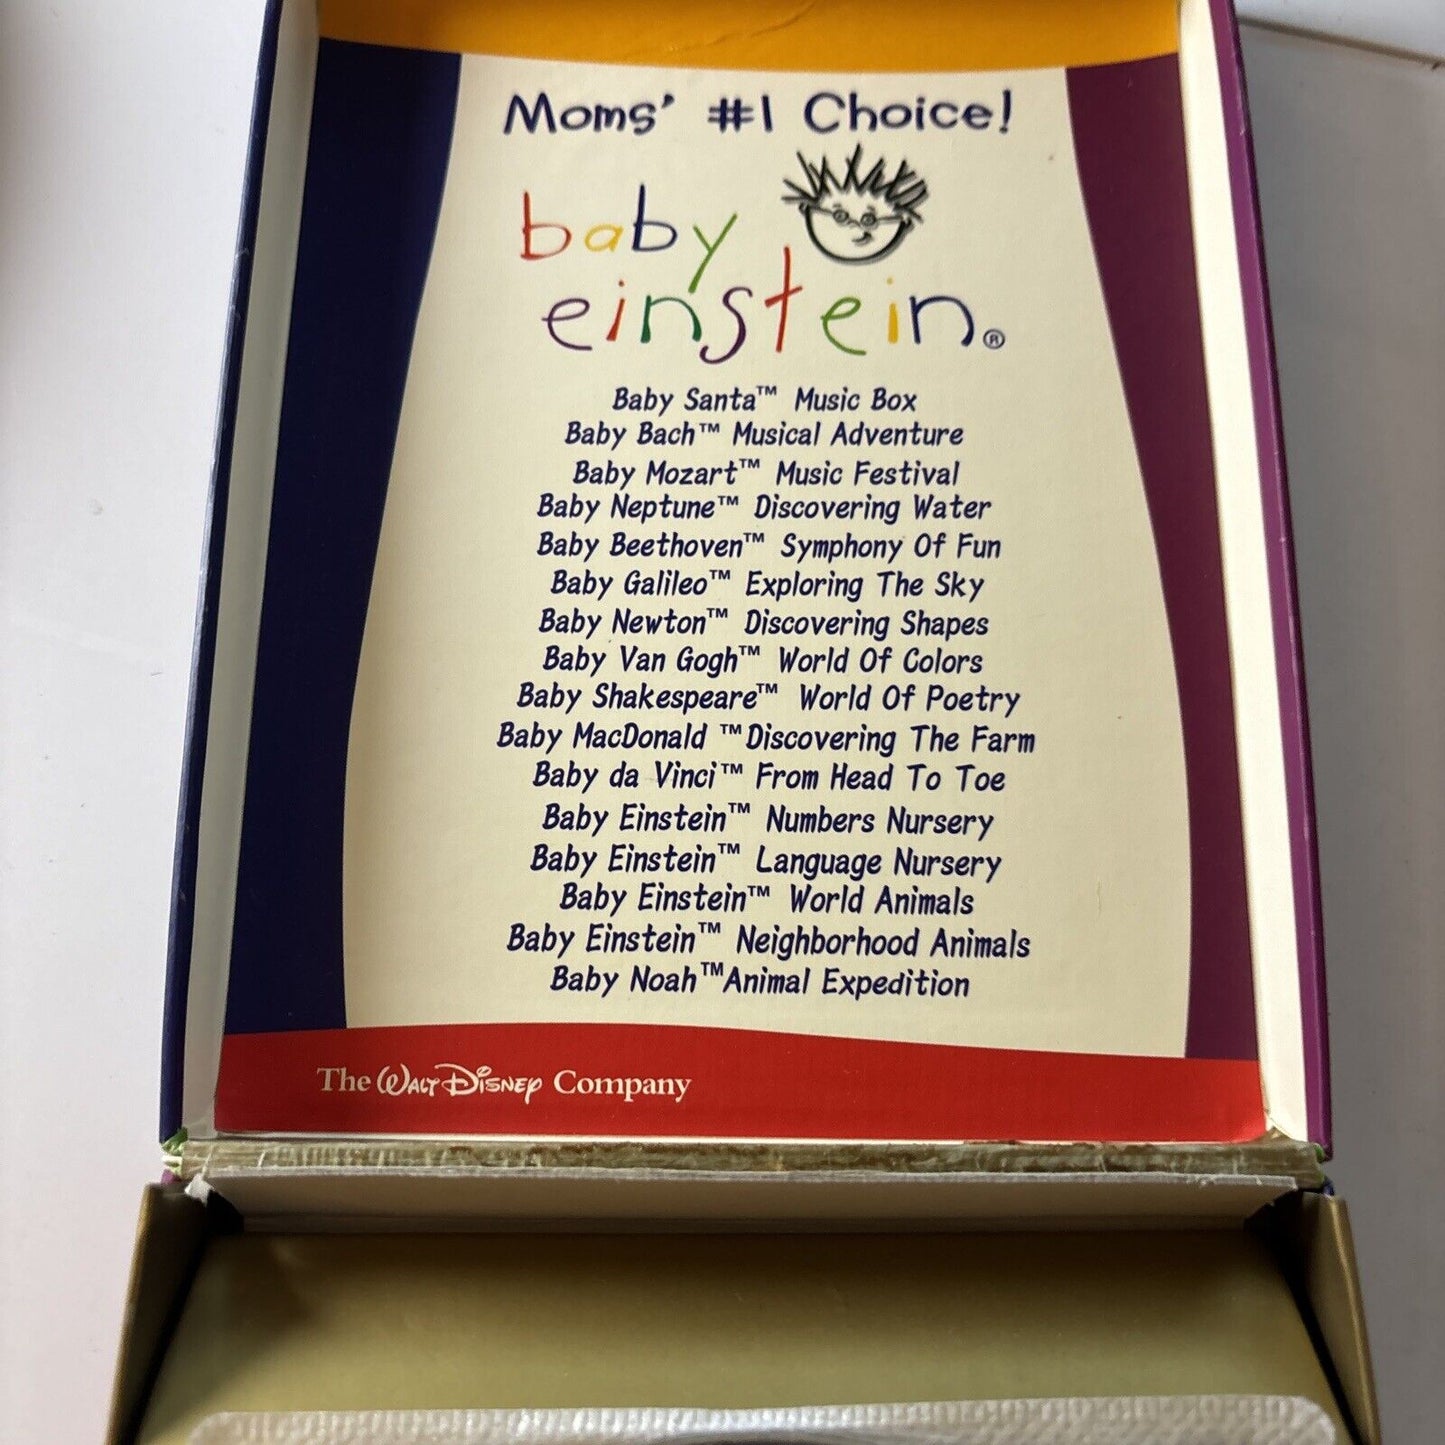 Moms' #1 Choice!
baby
einstein®
Baby Santa™ Music Box
Baby Bach™ Musical Adventure
Baby Mozart™ Music Festival
Baby Neptune™ Discovering Water
Baby Beethoven™ Symphony Of Fun
Baby Galileo™ Exploring The Sky
Baby Newton™ Discovering Shapes
Baby Van Gogh™ World Of Colors
Baby Shakespeare™ World Of Poetry
Baby MacDonald ™Discovering The Farm
Baby da Vinci™ From Head To Toe
Baby Einstein™ Numbers Nursery
Baby Einstein™ Language Nursery
Baby Einstein™ World Animals
Baby Einstein™ Neighborhood Animals
Baby Noah™Animal Expedition
The Walt Disney Company